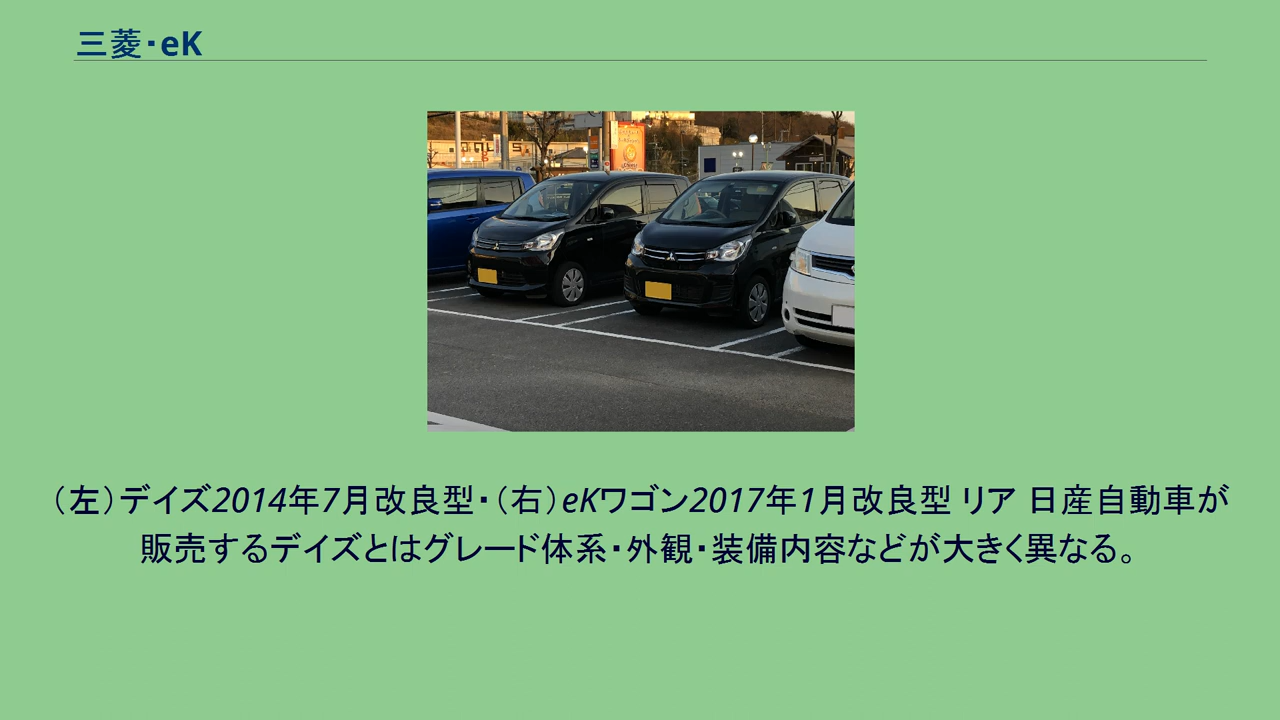 三菱・eK
（左）デイズ2014年7月改良型・（右）eKワゴン2017年1月改良型 リア 日産自動車が
販売するデイズとはグレード体系・外観・装備内容などが大きく異なる。